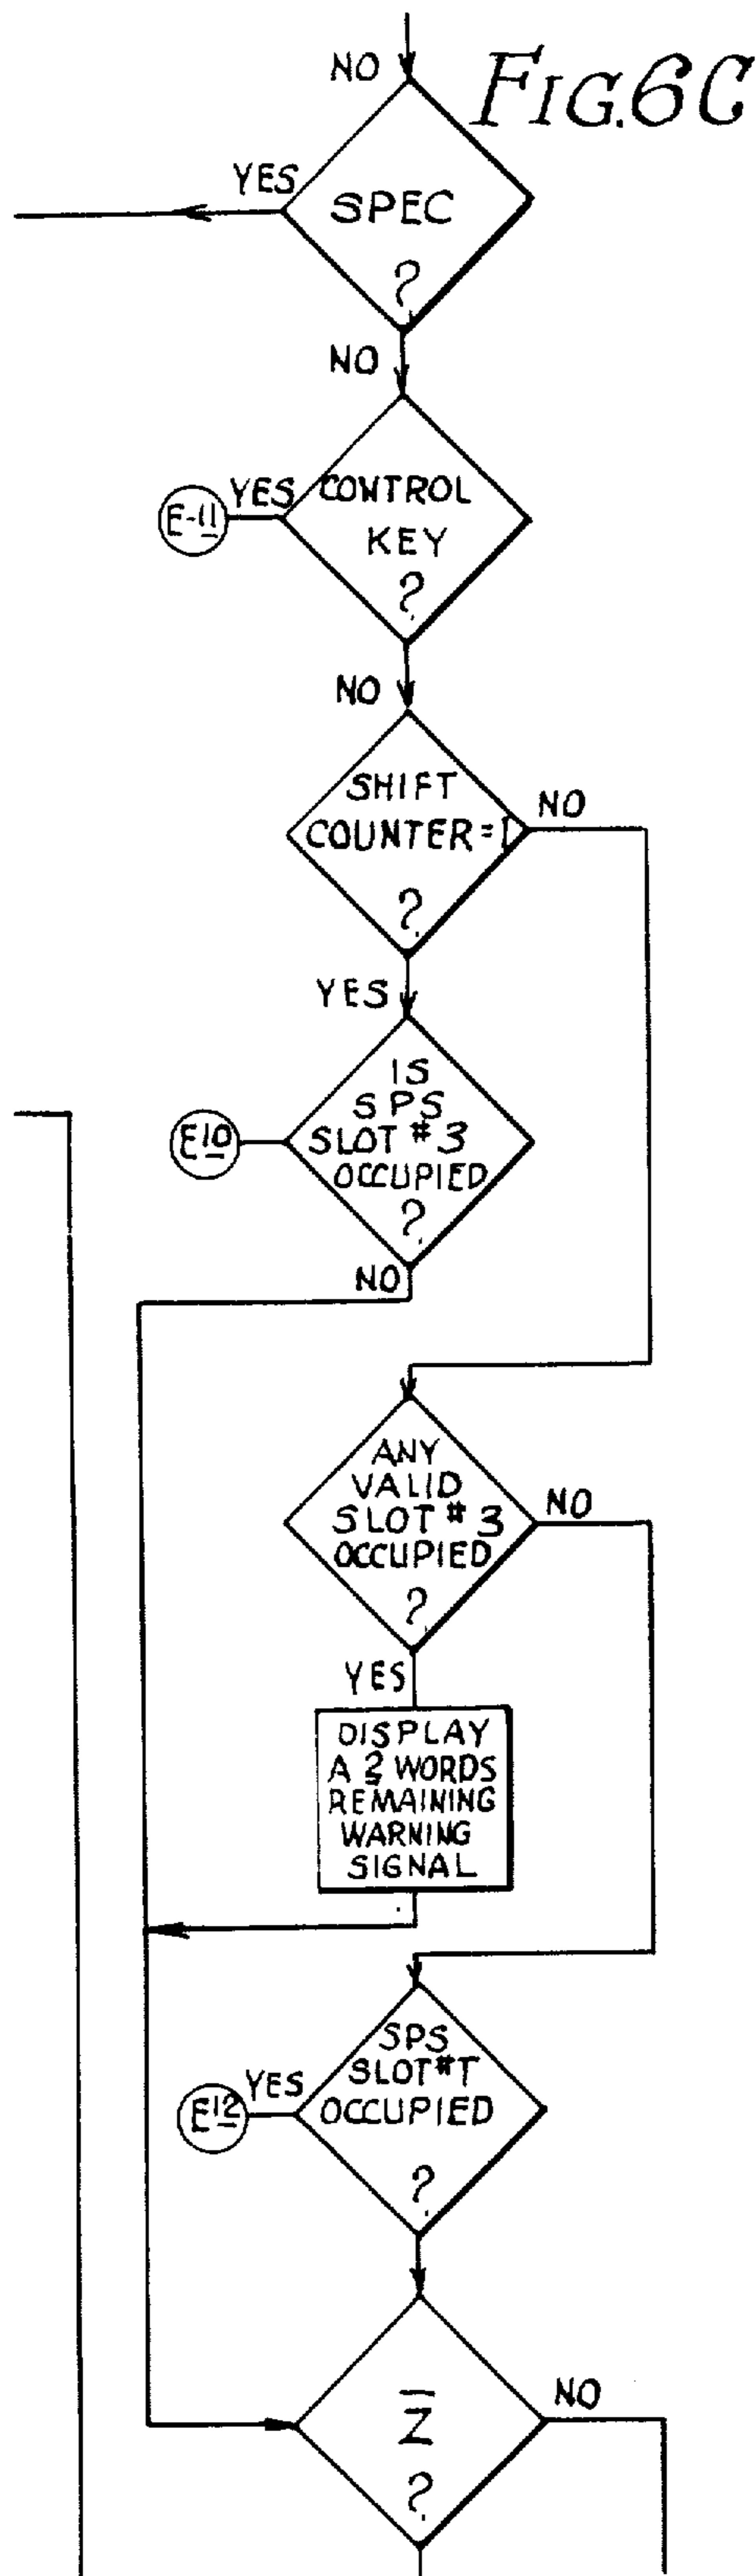 FIG. 6C
NO
YES
SPEC
?
NO
YES
E-11
CONTROL
KEY
?
NO
SHIFT
COUNTER =
?
NO
YES
IS
SPS
SLOT #3
OCCUPIED
?
E10
NO
ANY
VALID
SLOT #3
OCCUPIED
?
NO
YES
DISPLAY
A 2 WORDS
REMAINING
WARNING
SIGNAL
SPS
SLOT #T
OCCUPIED
?
YES
E12
Z̅
?
NO